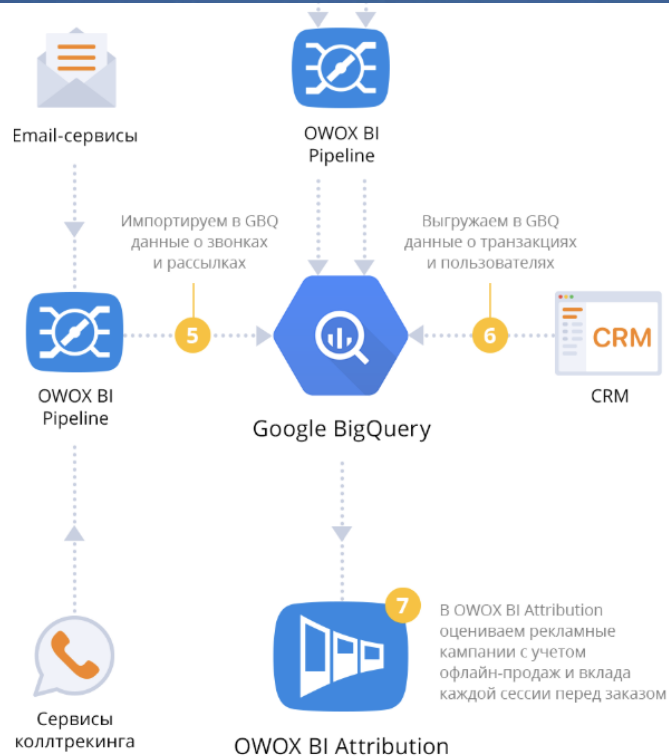 OWOX BI
Pipeline
Email-сервисы
Импортируем в GBQ
данные о звонках
и рассылках
Выгружаем в GBQ
данные о транзакциях
и пользователях
5
6
CRM
OWOX BI
Pipeline
Google BigQuery
CRM
7
В OWOX BI Attribution
оцениваем рекламные
кампании с учетом
офлайн-продаж и вклада
каждой сессии перед заказом
Сервисы
коллтрекинга
OWOX BI Attribution